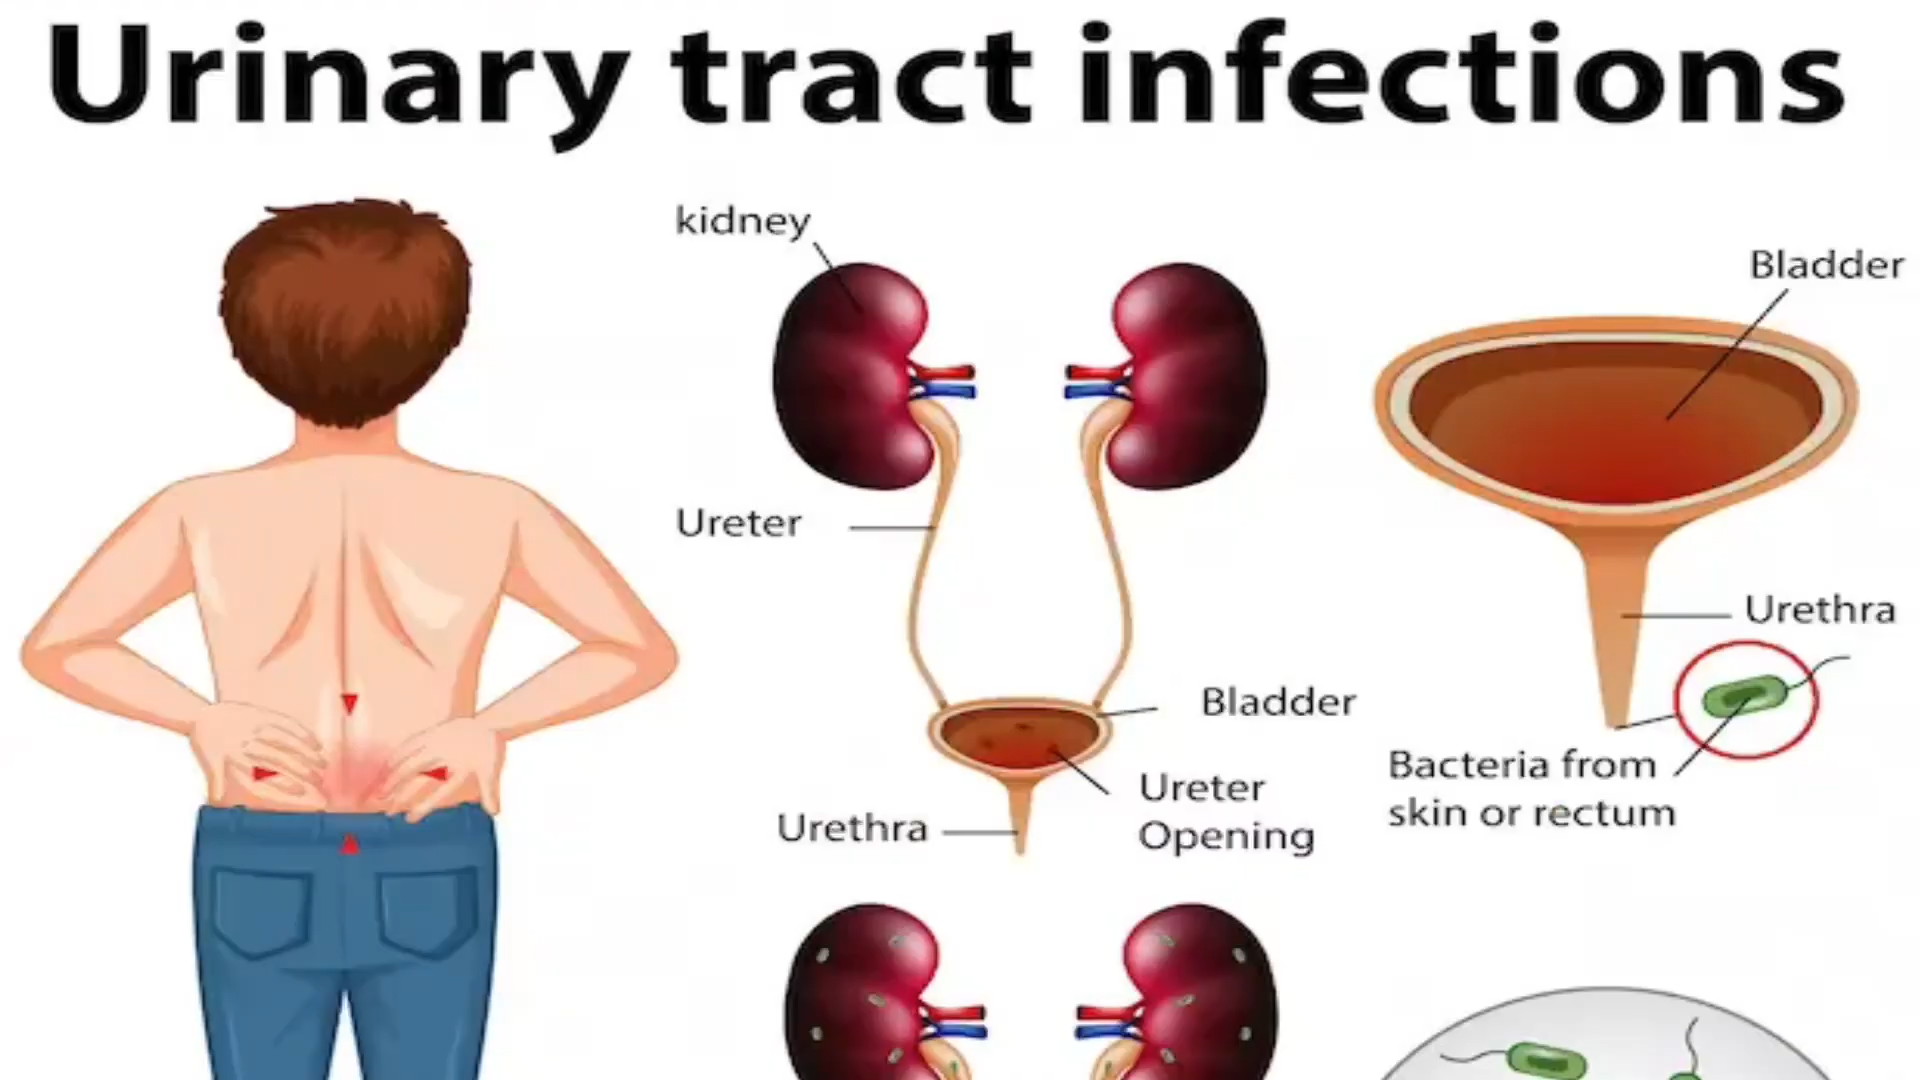 Urinary tract infections
kidney
Bladder
Ureter
Urethra
Bladder
Bacteria from
skin or rectum
Ureter
Opening
Urethra